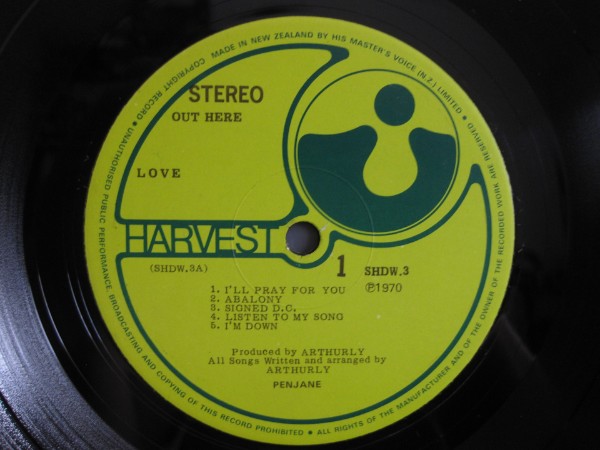 COPYRIGHT RECORD • MADE IN NEW ZEALAND BY HIS MASTER'S VOICE (N.Z.) LIMITED
STEREO
OUT HERE
LOVE
HARVEST
(SHDW.3A)
1
SHDW.3
℗1970
1. I'LL PRAY FOR YOU
2. ABALONY
3. SIGNED D.C.
4. LISTEN TO MY SONG
5. I'M DOWN
Produced by ARTHURLY
All Songs Written and arranged by
ARTHURLY
PENJANE
UNAUTHORISED PUBLIC PERFORMANCE, BROADCASTING AND COPYING OF THIS RECORD PROHIBITED • ALL RIGHTS OF THE MANUFACTURER AND OF THE OWNER OF THE RECORDED WORK ARE RESERVED